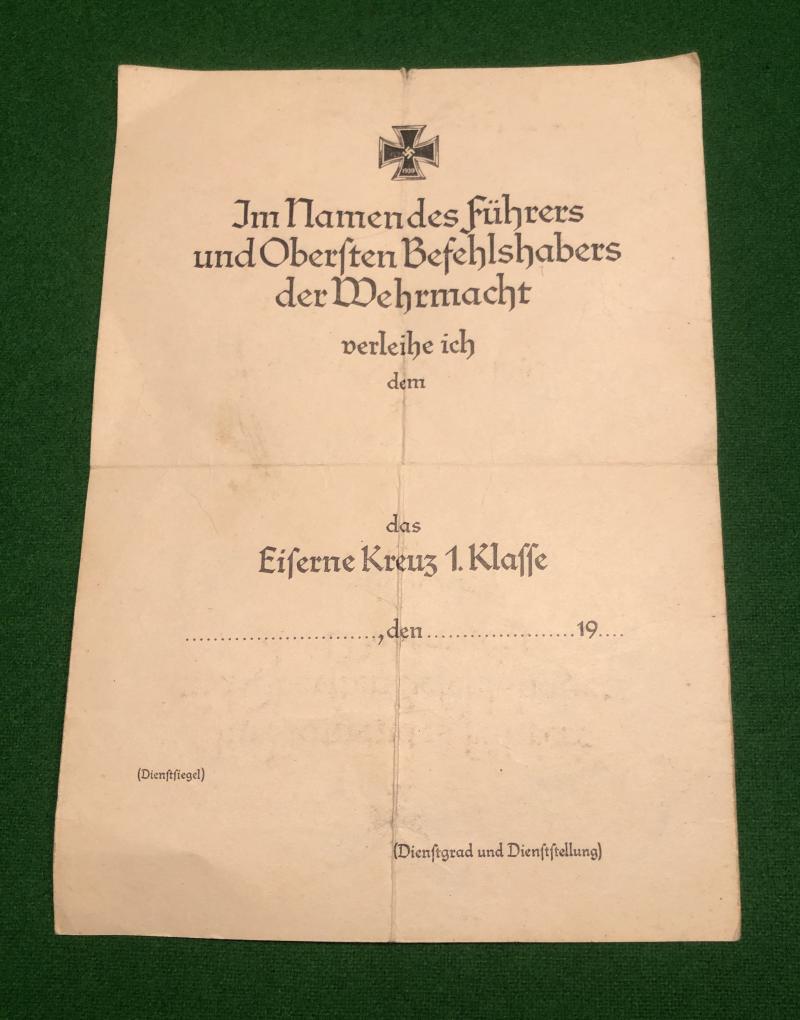 1939
Im Namen des Führers
und Oberſten Befehlshabers
der Wehrmacht
verleihe ich
dem
das
Eiſerne Kreuz 1. Klaſſe
..........................., den .....................19....
(Dienſtſiegel)
(Dienſtgrad und Dienſtſtellung)